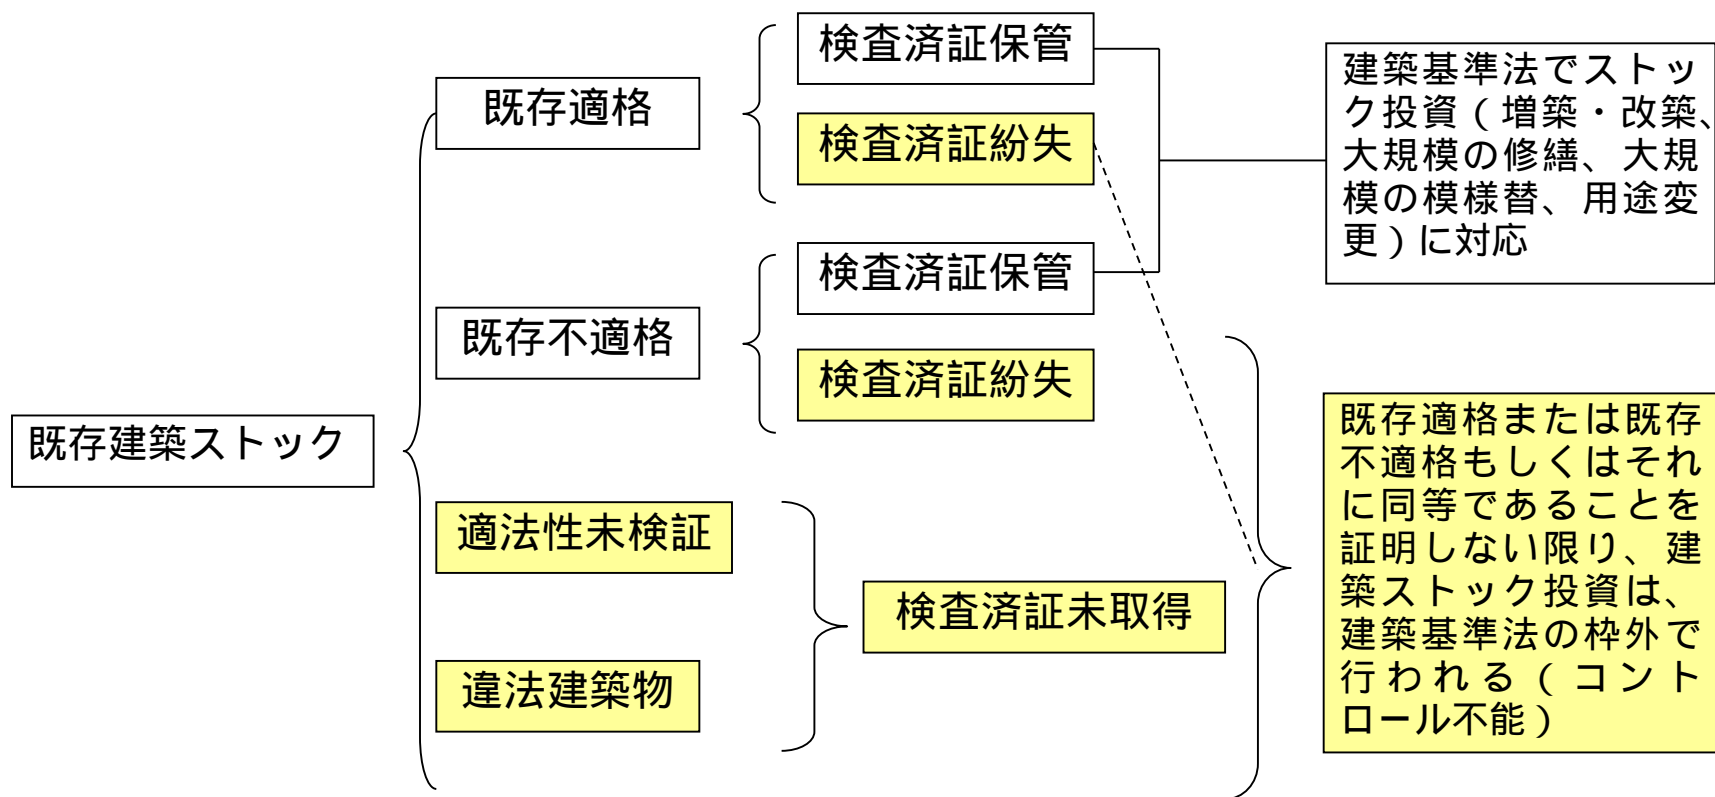 既存建築ストック
既存適格
検査済証保管
検査済証紛失
既存不適格
検査済証保管
検査済証紛失
適法性未検証
違法建築物
検査済証未取得
建築基準法でストッ
ク投資（増築・改築、
大規模の修繕、大規
模の模様替、用途変
更）に対応
既存適格または既存
不適格もしくはそれ
に同等であることを
証明しない限り、建
築ストック投資は、
建築基準法の枠外で
行われる（コント
ロール不能）